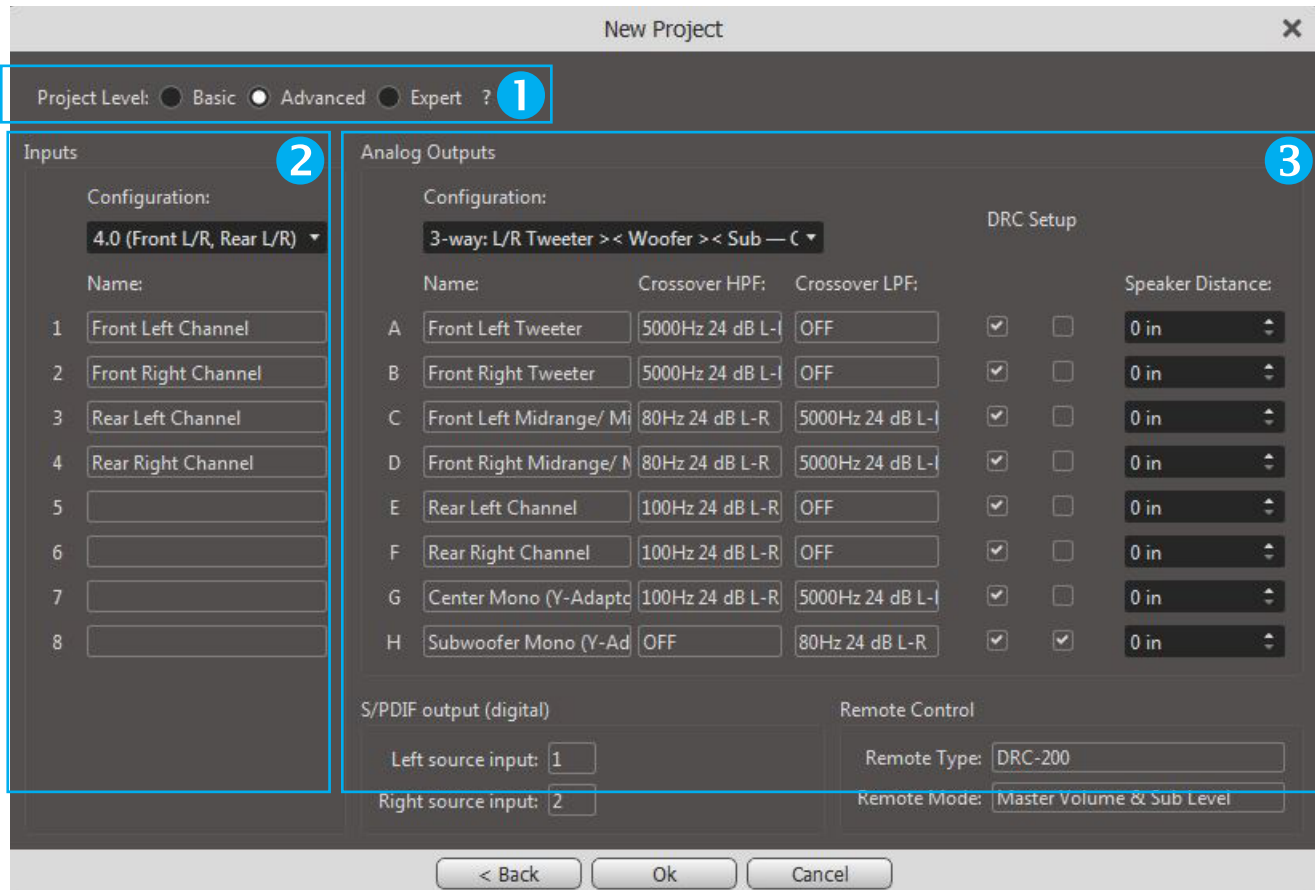 New Project
Project Level: Basic Advanced Expert ? 1
Inputs 2
Configuration:
4.0 (Front L/R, Rear L/R)
Name:
1 Front Left Channel
2 Front Right Channel
3 Rear Left Channel
4 Rear Right Channel
5
6
7
8
Analog Outputs 3
Configuration:
3-way: L/R Tweeter >< Woofer >< Sub — C
DRC Setup
Name: Crossover HPF: Crossover LPF: Speaker Distance:
A Front Left Tweeter 5000Hz 24 dB L- OFF 0 in
B Front Right Tweeter 5000Hz 24 dB L- OFF 0 in
C Front Left Midrange/ Mi 80Hz 24 dB L-R 5000Hz 24 dB L- 0 in
D Front Right Midrange/ 80Hz 24 dB L-R 5000Hz 24 dB L- 0 in
E Rear Left Channel 100Hz 24 dB L-R OFF 0 in
F Rear Right Channel 100Hz 24 dB L-R OFF 0 in
G Center Mono (Y-Adapto 100Hz 24 dB L-R 5000Hz 24 dB L- 0 in
H Subwoofer Mono (Y-Ad OFF 80Hz 24 dB L-R 0 in
S/PDIF output (digital)
Left source input: 1
Right source input: 2
Remote Control
Remote Type: DRC-200
Remote Mode: Master Volume & Sub Level
< Back Ok Cancel